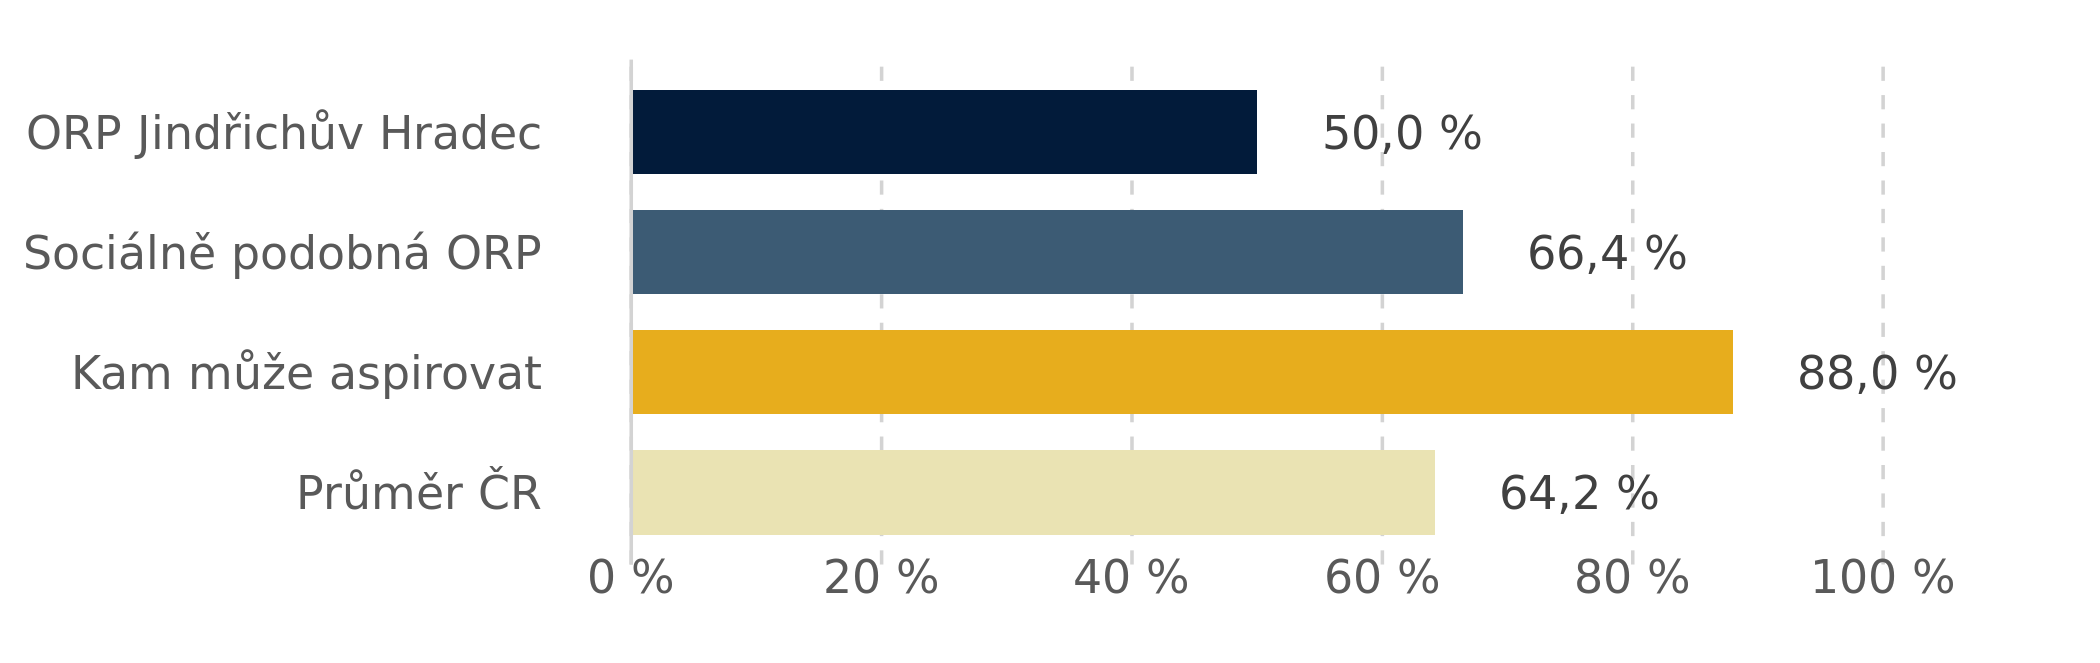 ORP Jindřichův Hradec 50,0 %
Sociálně podobná ORP 66,4 %
Kam může aspirovat 88,0 %
Průměr ČR 64,2 %
0 % 20 % 40 % 60 % 80 % 100 %